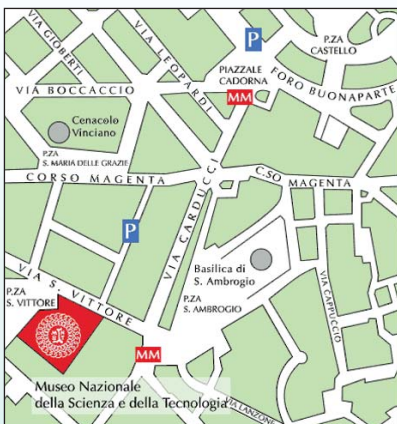 VIA GIOBERTI
VIA LEOPARDI
P
P.ZA
CASTELLO
PIAZZALE
CADORNA
FORO BUONAPARTE
VIA BOCCACCIO
MM
Cenacolo
Vinciano
P.ZA
S. MARIA DELLE GRAZIE
CORSO MAGENTA
C.SO MAGENTA
P
VIA CARDUCCI
VIA S. VITTORE
Basilica di
S. Ambrogio
VIA CAPPUCCIO
P.ZA
S. VITTORE
P.ZA
S. AMBROGIO
MM
Museo Nazionale
della Scienza e della Tecnologia
VIA LANZONE